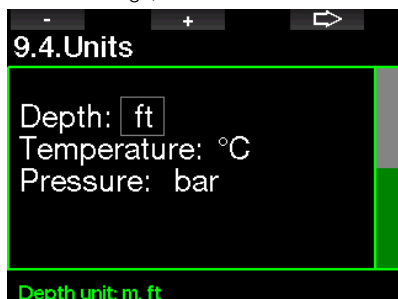 - +
9.4.Units
Depth: ft
Temperature: °C
Pressure: bar
Depth unit: m, ft